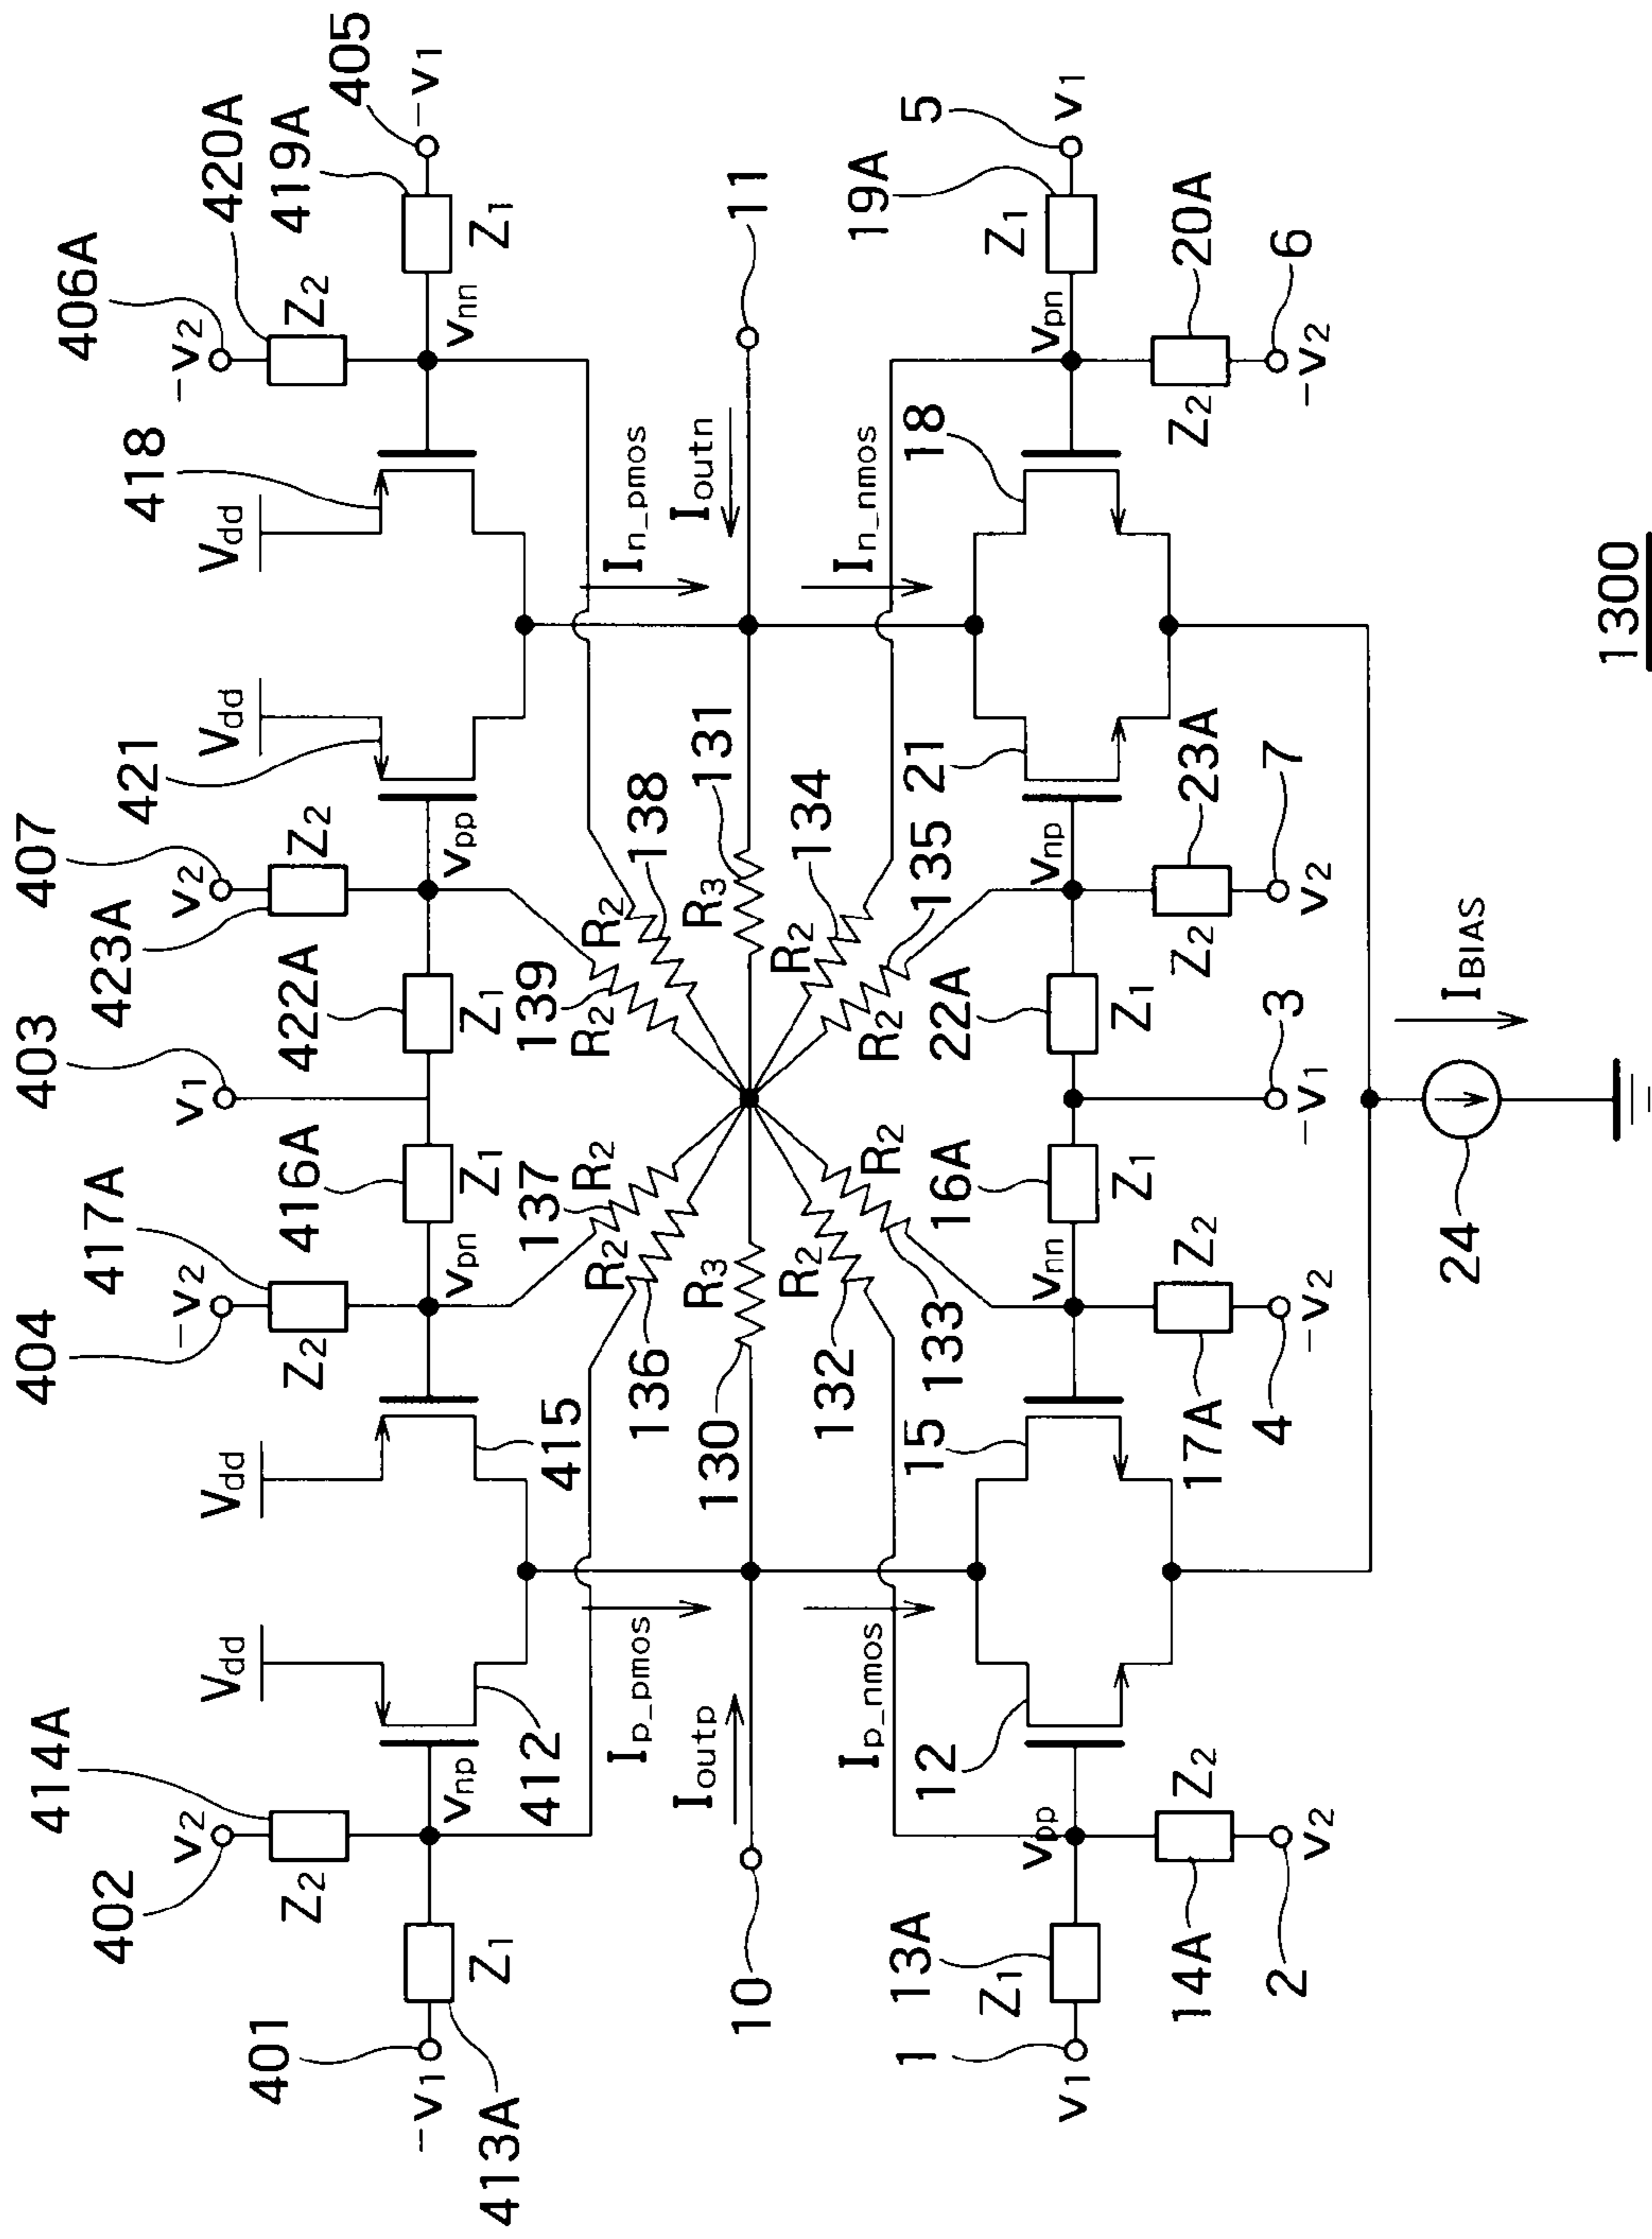 404 403 407
414A 417A 406A
402 423A 421 418
v2 -v2 v1 v2 -v2
Vdd Vdd Vdd Vdd 420A
401 Z2 Z2 416A 422A Z2 Z2 419A
405
-v1 -v1
vnp vpn vpp vnn
413A Z1 Z1 Z1 Z1
412 415 137 139
R2 R2 R2 R2
Ip_pmos 136 138 In_pmos
Ioutp 130 R3 R3 131 Ioutn
10 11
132 R2 R2 134
Ip_nmos R2 R2 In_nmos 19A
1 13A 12 15 133 135 21 18 5
Z1 16A 22A Z1
v1 vpp vnn vnp vpn v1
Z1 Z1
14A Z2 17A Z2 Z2 23A Z2 20A
2 4 3 7 6
v2 -v2 -v1 v2 -v2
24 IBIAS
1300